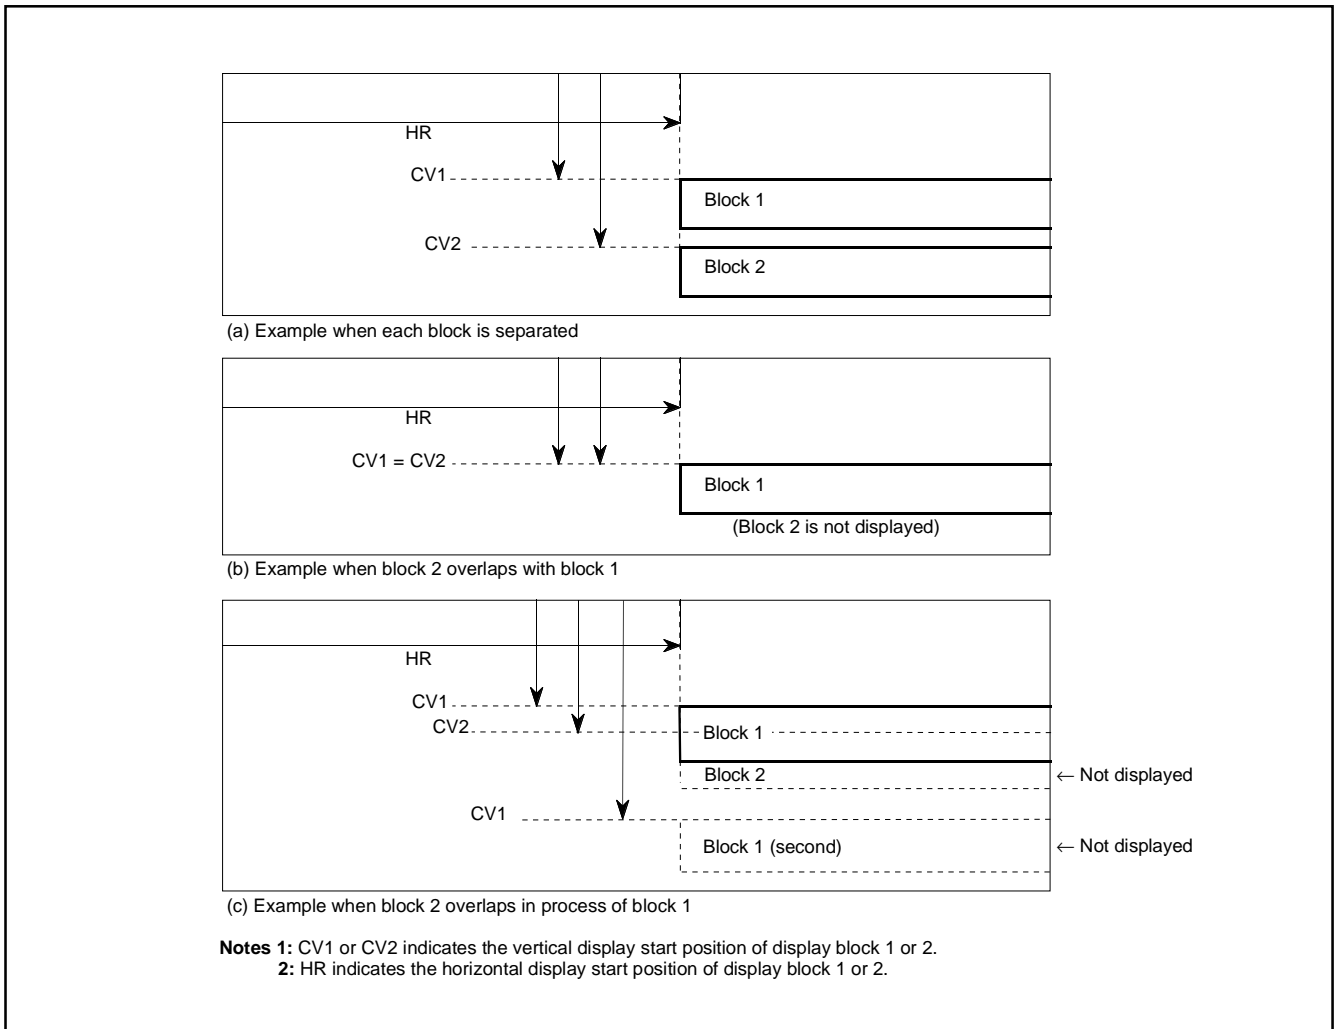 HR
CV1
Block 1
CV2
Block 2
(a) Example when each block is separated
HR
CV1 = CV2
Block 1
(Block 2 is not displayed)
(b) Example when block 2 overlaps with block 1
HR
CV1
CV2
Block 1
Block 2
← Not displayed
CV1
Block 1 (second)
← Not displayed
(c) Example when block 2 overlaps in process of block 1
Notes 1: CV1 or CV2 indicates the vertical display start position of display block 1 or 2.
2: HR indicates the horizontal display start position of display block 1 or 2.